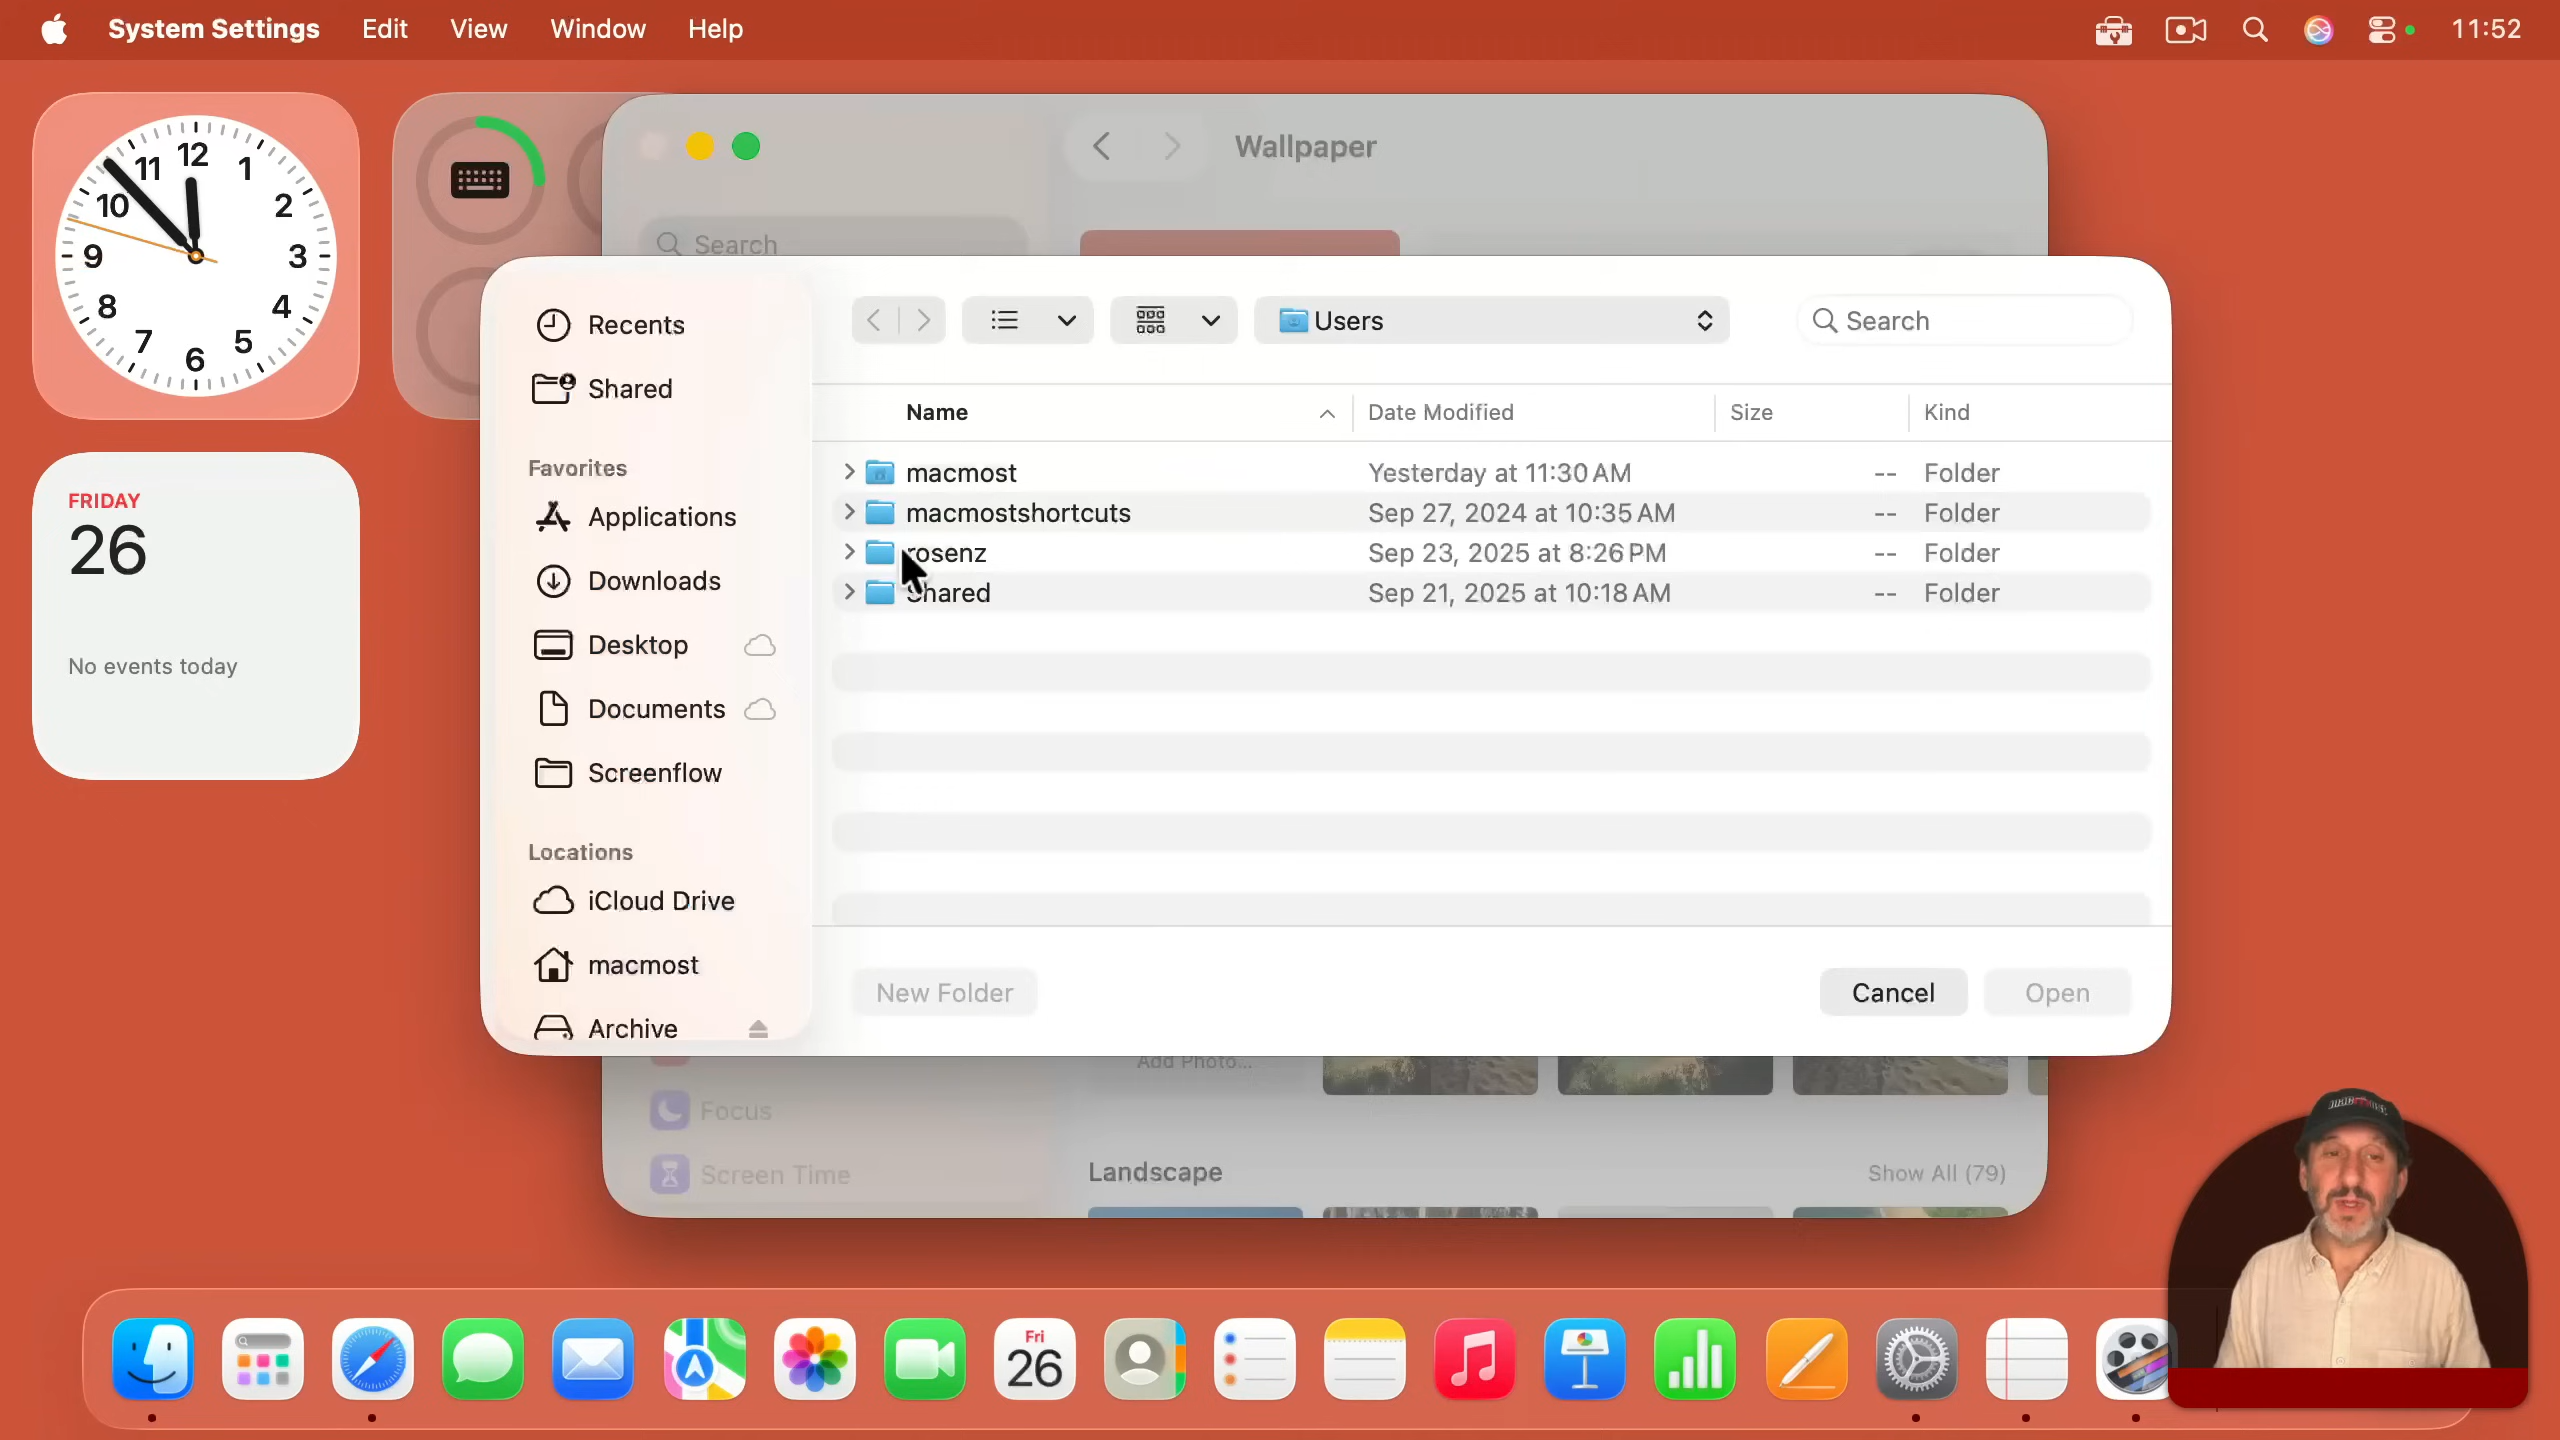 System Settings Edit View Window Help 11:52
12
11 1
10 2
9 3
8 4
7 5
6
Wallpaper
Search
Recents
Shared
Favorites
Applications
Downloads
Desktop
Documents
Screenflow
Locations
iCloud Drive
macmost
Archive
Users
Search
Name Date Modified Size Kind
macmost Yesterday at 11:30 AM -- Folder
macmostshortcuts Sep 27, 2024 at 10:35 AM -- Folder
rosenz Sep 23, 2025 at 8:26 PM -- Folder
Shared Sep 21, 2025 at 10:18 AM -- Folder
New Folder Cancel Open
FRIDAY
26
No events today
Add Photo...
Focus
Screen Time
Landscape Show All (79)
Fri
26